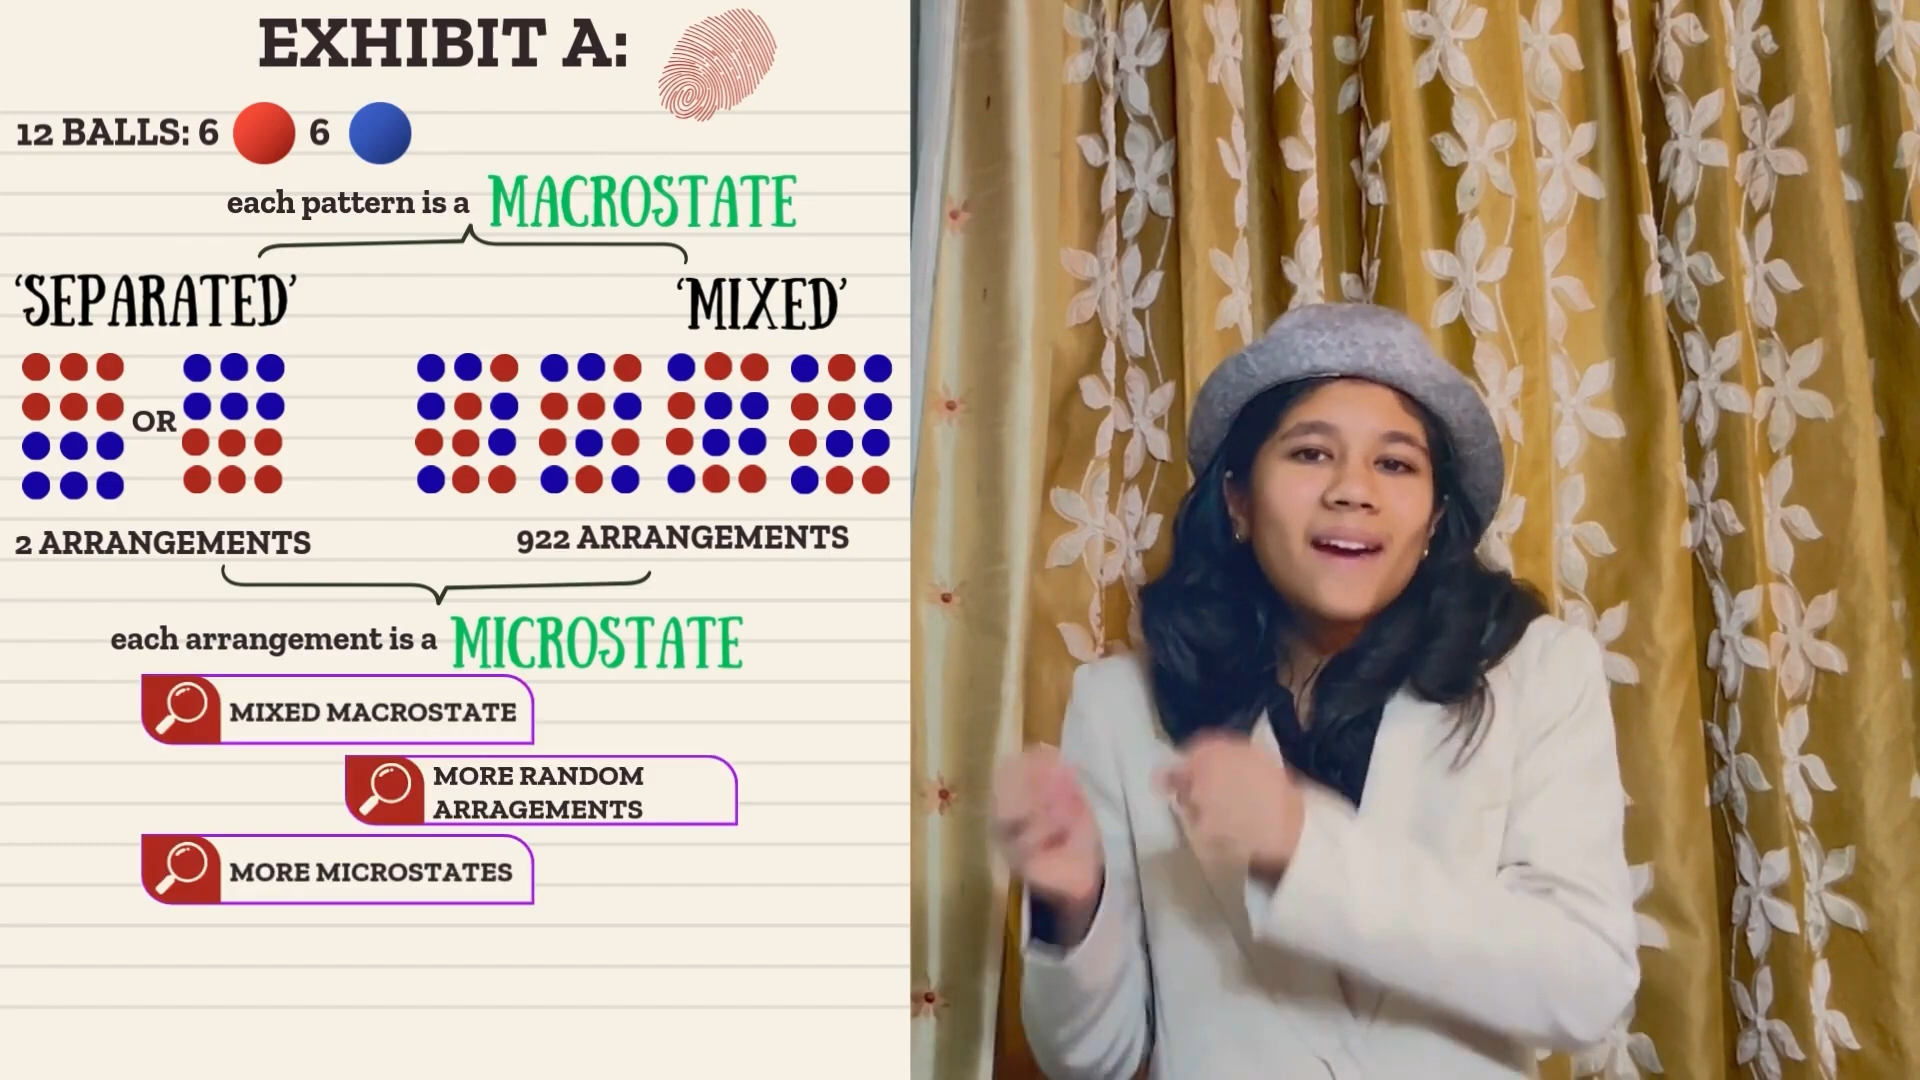 EXHIBIT A:
12 BALLS: 6 6
each pattern is a MACROSTATE
‘SEPARATED’
‘MIXED’
OR
2 ARRANGEMENTS
922 ARRANGEMENTS
each arrangement is a MICROSTATE
MIXED MACROSTATE
MORE RANDOM
ARRAGEMENTS
MORE MICROSTATES